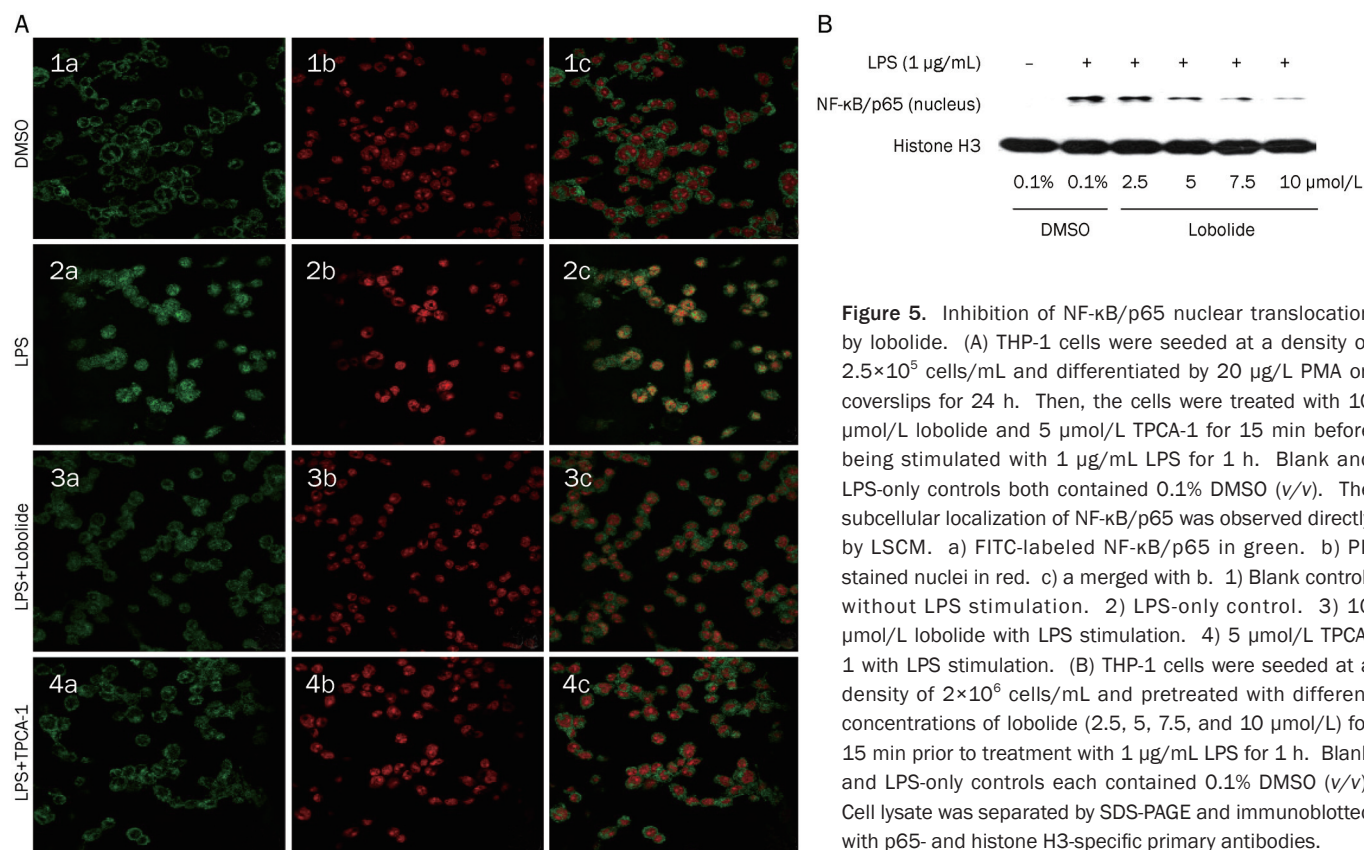 A
1a
1b
1c
DMSO
2a
2b
2c
LPS
3a
3b
3c
LPS+Lobolide
4a
4b
4c
LPS+TPCA-1
B
LPS (1 µg/mL) – + + + + +
NF-κB/p65 (nucleus)
Histone H3
0.1% 0.1% 2.5 5 7.5 10 µmol/L
DMSO Lobolide
Figure 5. Inhibition of NF-κB/p65 nuclear translocation
by lobolide. (A) THP-1 cells were seeded at a density o
2.5×10⁵ cells/mL and differentiated by 20 µg/L PMA or
coverslips for 24 h. Then, the cells were treated with 10
µmol/L lobolide and 5 µmol/L TPCA-1 for 15 min before
being stimulated with 1 µg/mL LPS for 1 h. Blank and
LPS-only controls both contained 0.1% DMSO (v/v). The
subcellular localization of NF-κB/p65 was observed directly
by LSCM. a) FITC-labeled NF-κB/p65 in green. b) PI
stained nuclei in red. c) a merged with b. 1) Blank control
without LPS stimulation. 2) LPS-only control. 3) 10
µmol/L lobolide with LPS stimulation. 4) 5 µmol/L TPCA
1 with LPS stimulation. (B) THP-1 cells were seeded at a
density of 2×10⁶ cells/mL and pretreated with differen
concentrations of lobolide (2.5, 5, 7.5, and 10 µmol/L) fo
15 min prior to treatment with 1 µg/mL LPS for 1 h. Blank
and LPS-only controls each contained 0.1% DMSO (v/v)
Cell lysate was separated by SDS-PAGE and immunoblotted
with p65- and histone H3-specific primary antibodies.